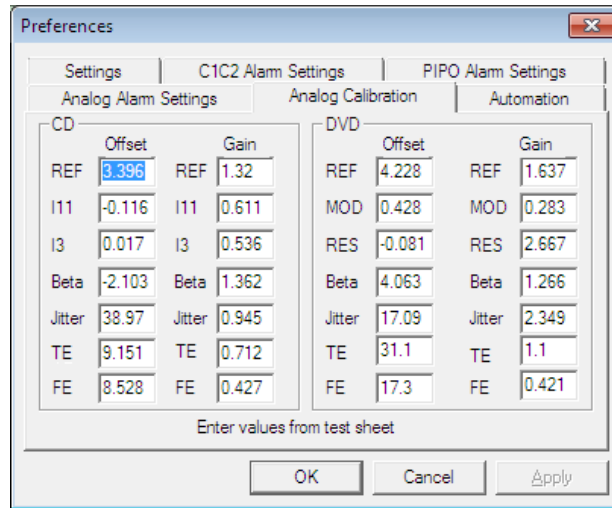 Preferences
Settings C1C2 Alarm Settings PIPO Alarm Settings
Analog Alarm Settings Analog Calibration Automation
CD DVD
Offset Gain Offset Gain
REF 3.396 REF 1.32 REF 4.228 REF 1.637
I11 -0.116 I11 0.611 MOD 0.428 MOD 0.283
I3 0.017 I3 0.536 RES -0.081 RES 2.667
Beta -2.103 Beta 1.362 Beta 4.063 Beta 1.266
Jitter 38.97 Jitter 0.945 Jitter 17.09 Jitter 2.349
TE 9.151 TE 0.712 TE 31.1 TE 1.1
FE 8.528 FE 0.427 FE 17.3 FE 0.421
Enter values from test sheet
OK Cancel Apply